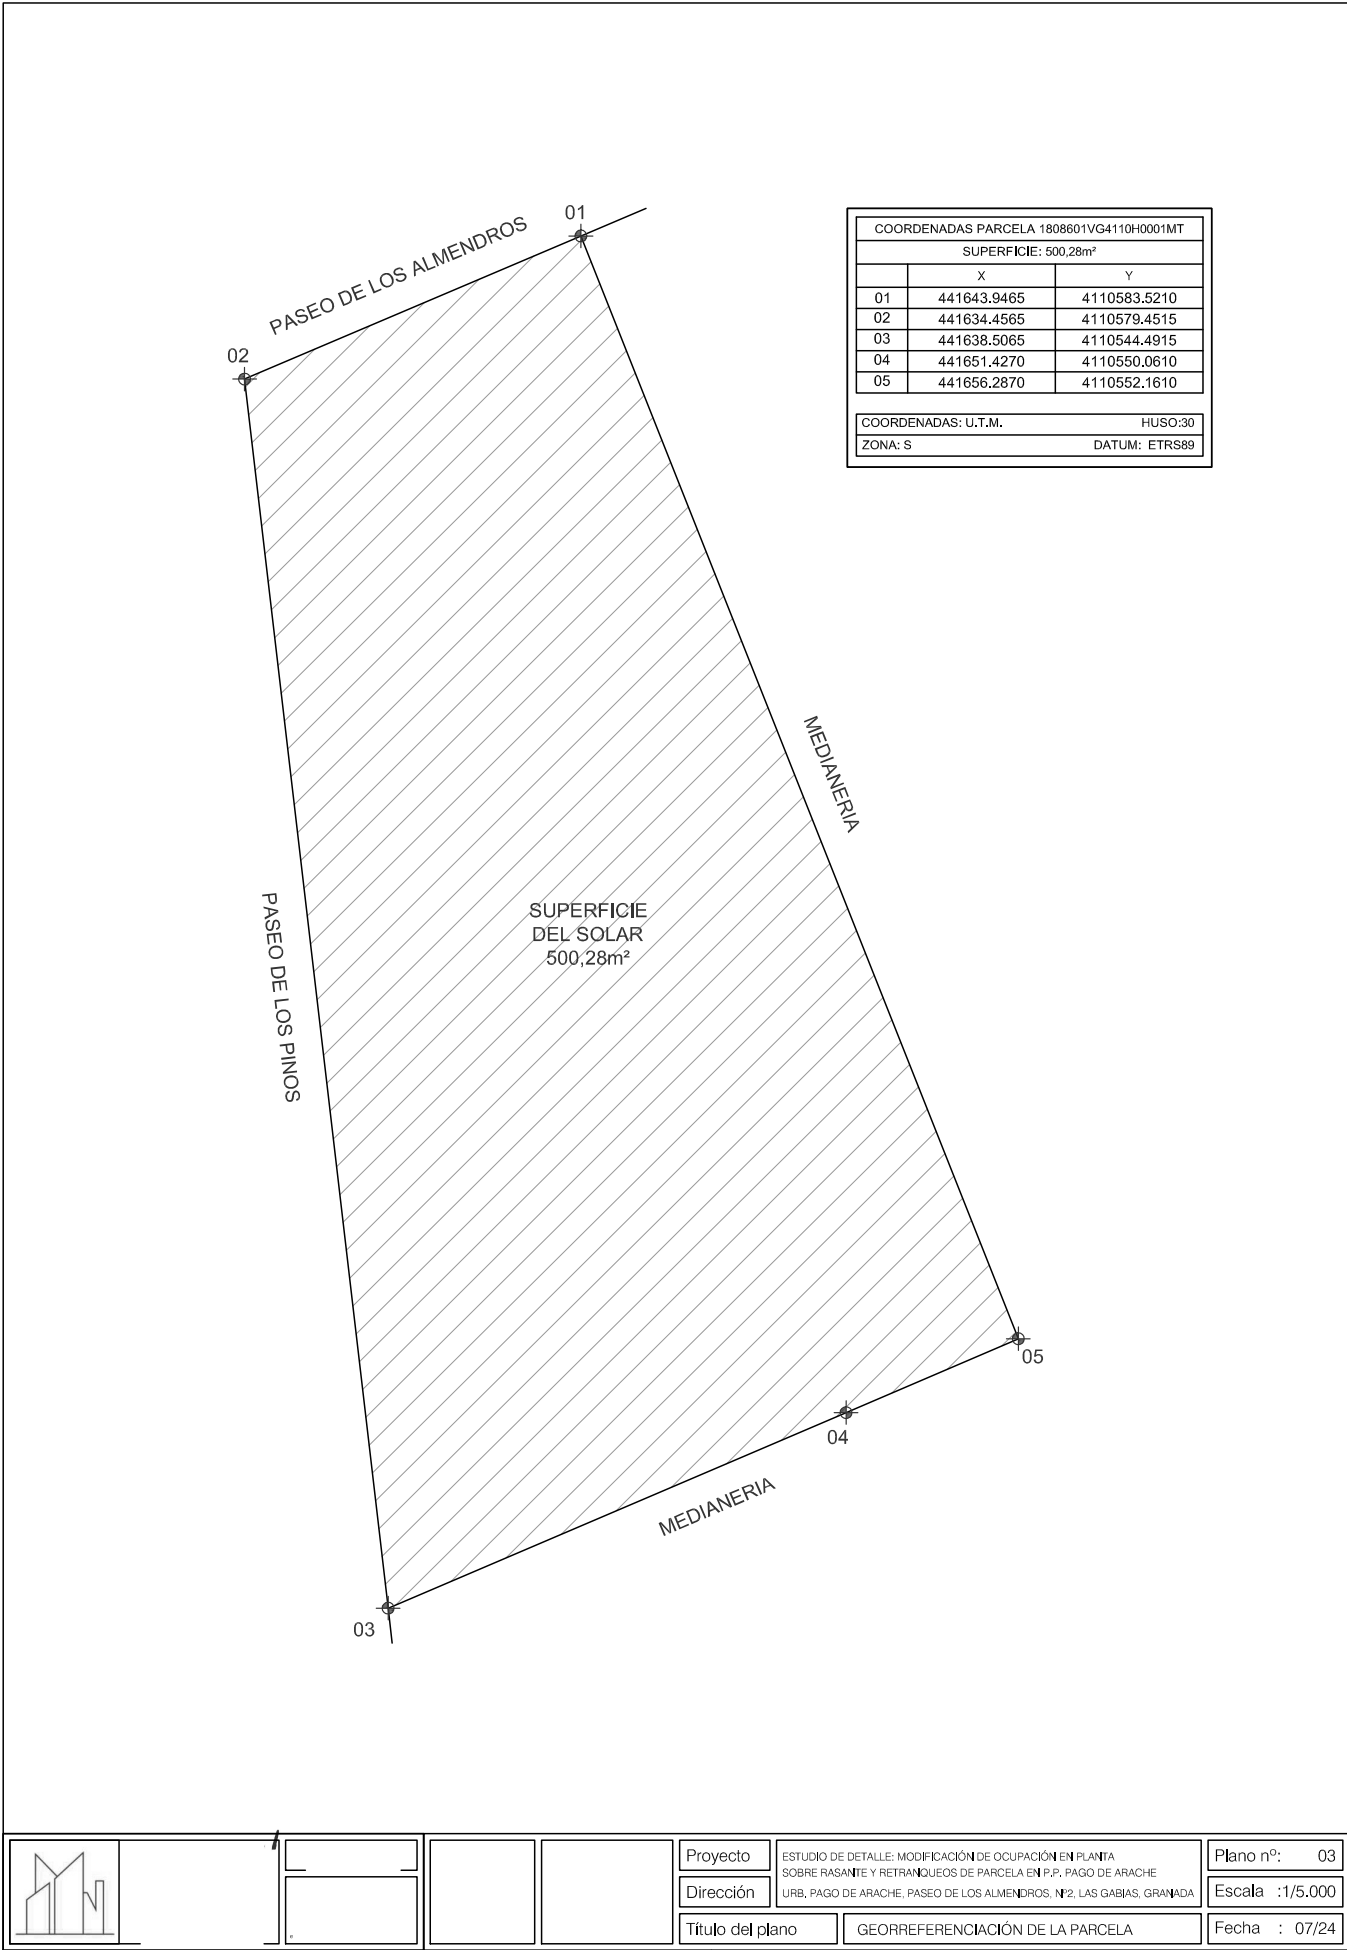 01
PASEO DE LOS ALMENDROS
02
COORDENADAS PARCELA 1808601VG4110H0001MT
SUPERFICIE: 500,28m²
X Y
01 441643.9465 4110583.5210
02 441634.4565 4110579.4515
03 441638.5065 4110544.4915
04 441651.4270 4110550.0610
05 441656.2870 4110552.1610
COORDENADAS: U.T.M. HUSO:30
ZONA: S DATUM: ETRS89
MEDIANERIA
PASEO DE LOS PINOS
SUPERFICIE
DEL SOLAR
500,28m²
05
04
MEDIANERIA
03
Proyecto
ESTUDIO DE DETALLE: MODIFICACIÓN DE OCUPACIÓN EN PLANTA
SOBRE RASANTE Y RETRANQUEOS DE PARCELA EN P.P. PAGO DE ARACHE
Dirección
URB. PAGO DE ARACHE, PASEO DE LOS ALMENDROS, Nº2, LAS GABIAS, GRANADA
Título del plano
GEORREFERENCIACIÓN DE LA PARCELA
Plano nº: 03
Escala :1/5.000
Fecha : 07/24